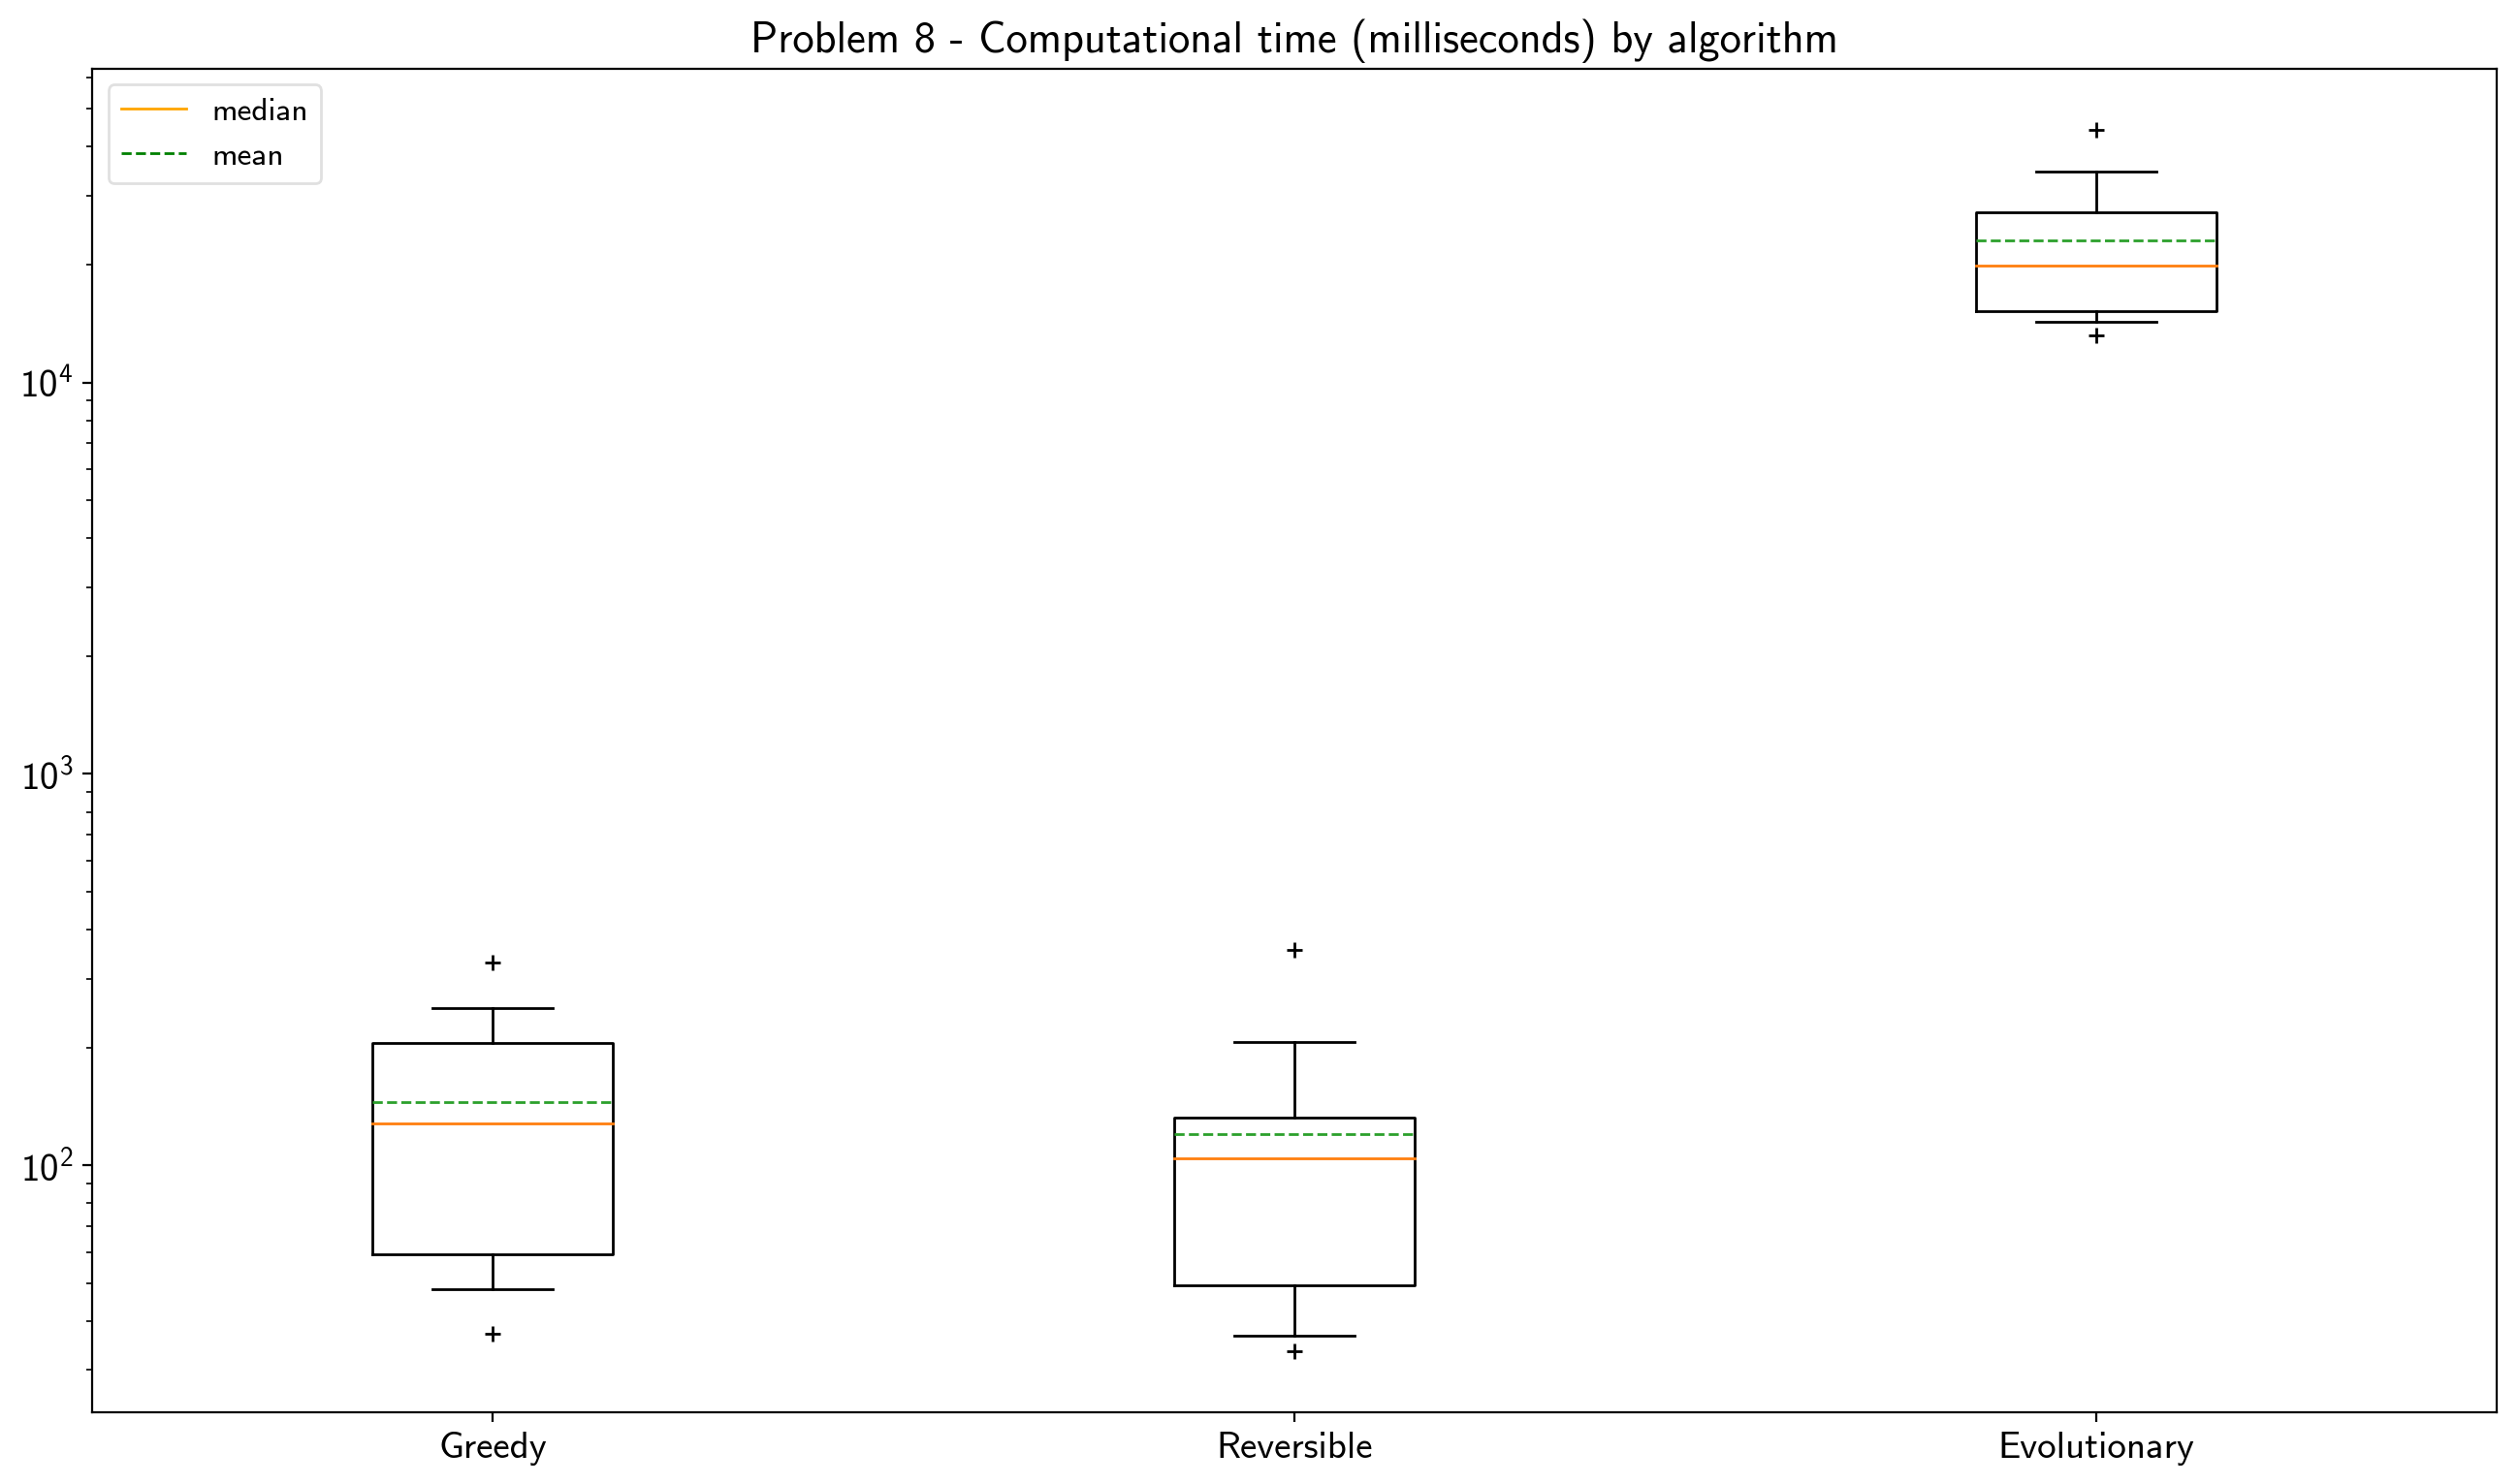 Problem 8 - Computational time (milliseconds) by algorithm
median
mean
10^4
10^3
10^2
Greedy Reversible Evolutionary